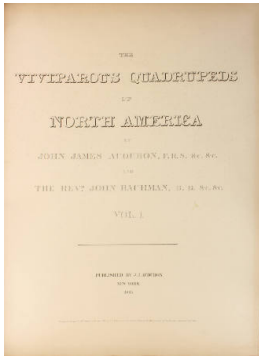 THE
VIVIPAROUS QUADRUPEDS
OF
NORTH AMERICA
BY
JOHN JAMES AUDUBON, F.R.S. &c. &c.
AND
THE REVD. JOHN BACHMAN, D. D. &c. &c.
VOL. I.
PUBLISHED BY J. J. AUDUBON
NEW YORK.